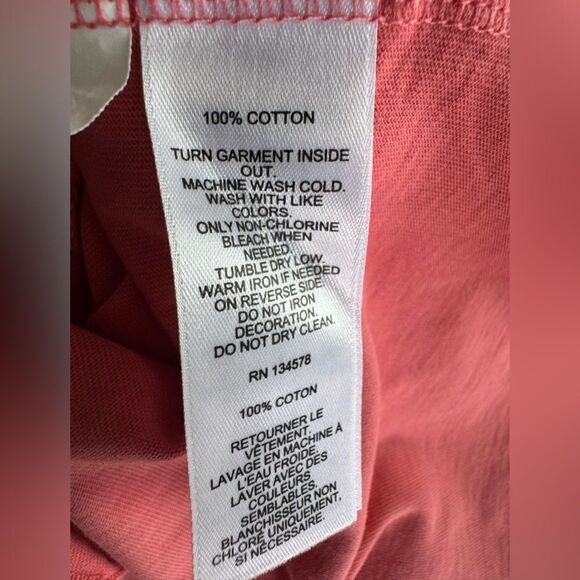 100% COTTON
TURN GARMENT INSIDE
OUT.
MACHINE WASH COLD.
WASH WITH LIKE
COLORS.
ONLY NON-CHLORINE
BLEACH WHEN
NEEDED.
TUMBLE DRY LOW.
WARM IRON IF NEEDED
ON REVERSE SIDE.
DO NOT IRON
DECORATION.
DO NOT DRY CLEAN.
RN 134578
100% COTON
RETOURNER LE
VÊTEMENT.
LAVAGE EN MACHINE À
L'EAU FROIDE.
LAVER AVEC DES
COULEURS
SEMBLABLES.
BLANCHISSEUR NON
CHLORÉ UNIQUEMENT,
SI NÉCESSAIRE.